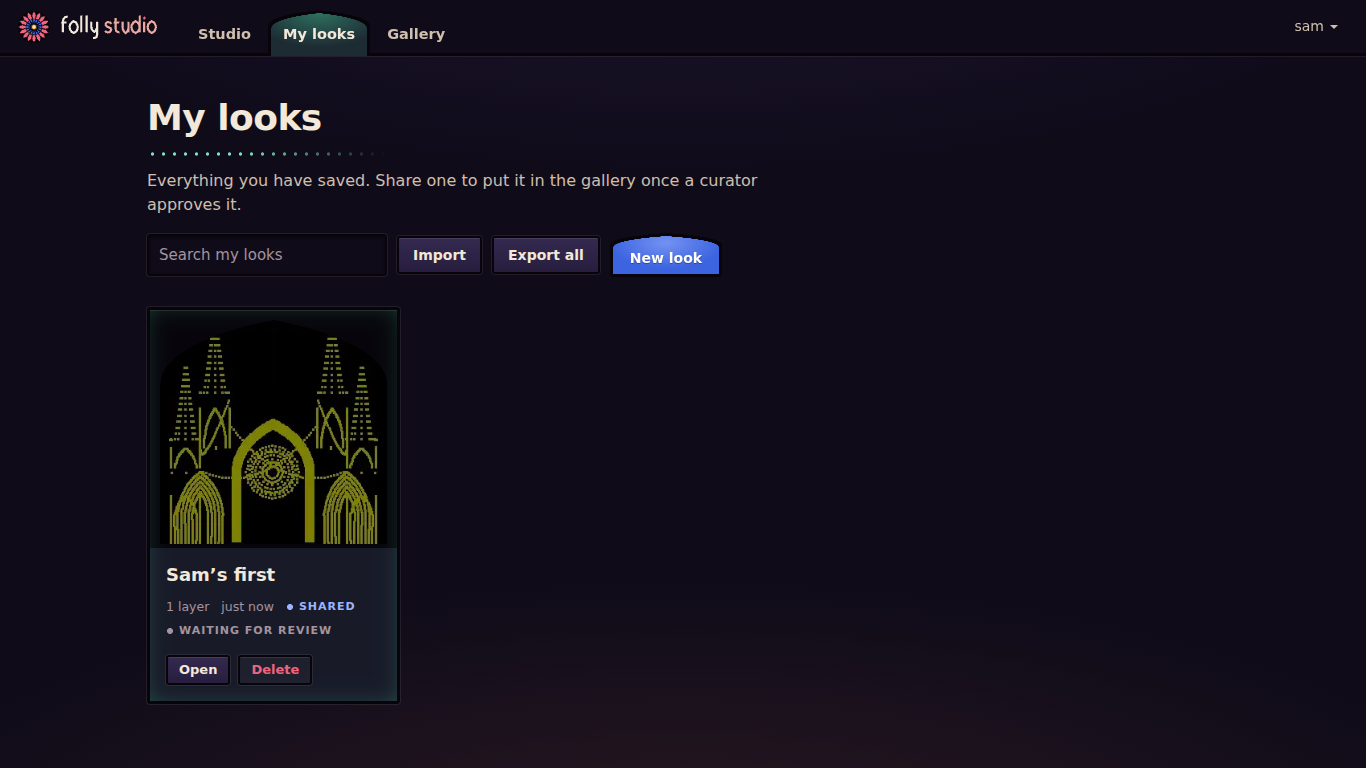 folly studio
Studio
My looks
Gallery
sam
My looks
Everything you have saved. Share one to put it in the gallery once a curator
approves it.
Search my looks
Import
Export all
New look
Sam’s first
1 layer just now • SHARED
• WAITING FOR REVIEW
Open
Delete